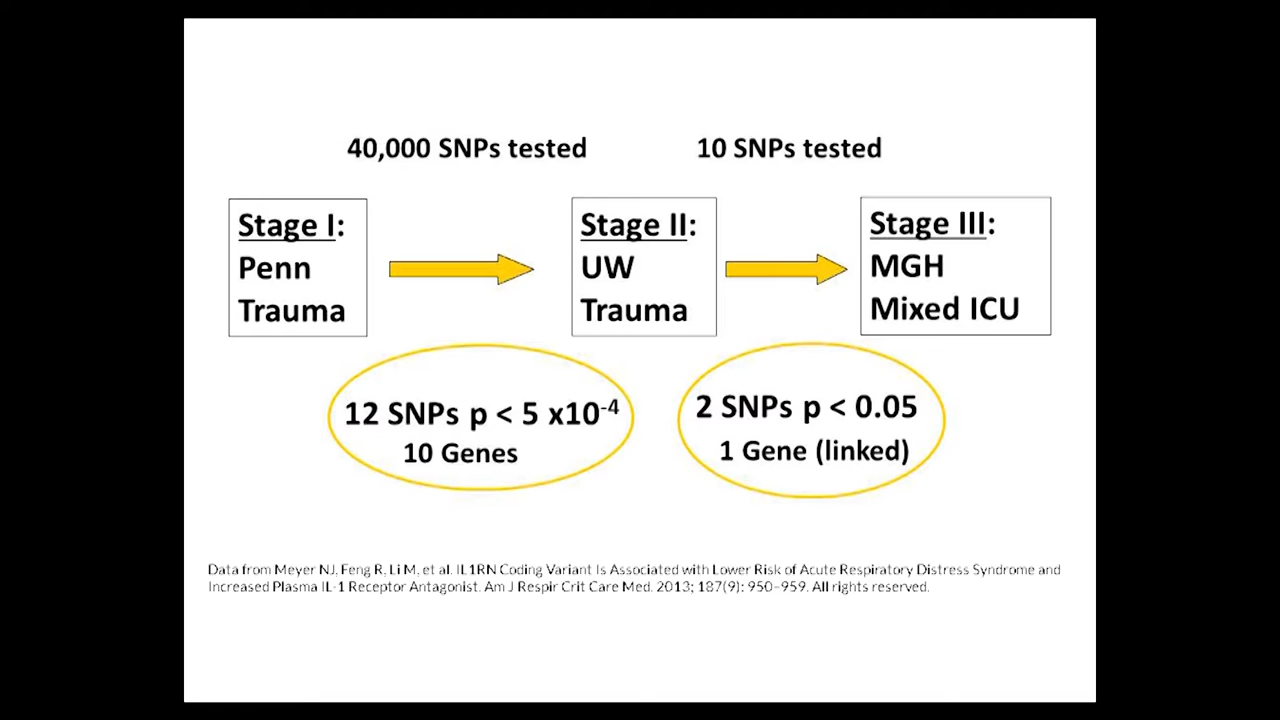 40,000 SNPs tested
10 SNPs tested
Stage I:
Penn
Trauma
Stage II:
UW
Trauma
Stage III:
MGH
Mixed ICU
12 SNPs p < 5 x10⁻⁴
10 Genes
2 SNPs p < 0.05
1 Gene (linked)
Data from Meyer NJ, Feng R, Li M, et al. IL1RN Coding Variant Is Associated with Lower Risk of Acute Respiratory Distress Syndrome and
Increased Plasma IL-1 Receptor Antagonist. Am J Respir Crit Care Med. 2013; 187(9): 950–959. All rights reserved.